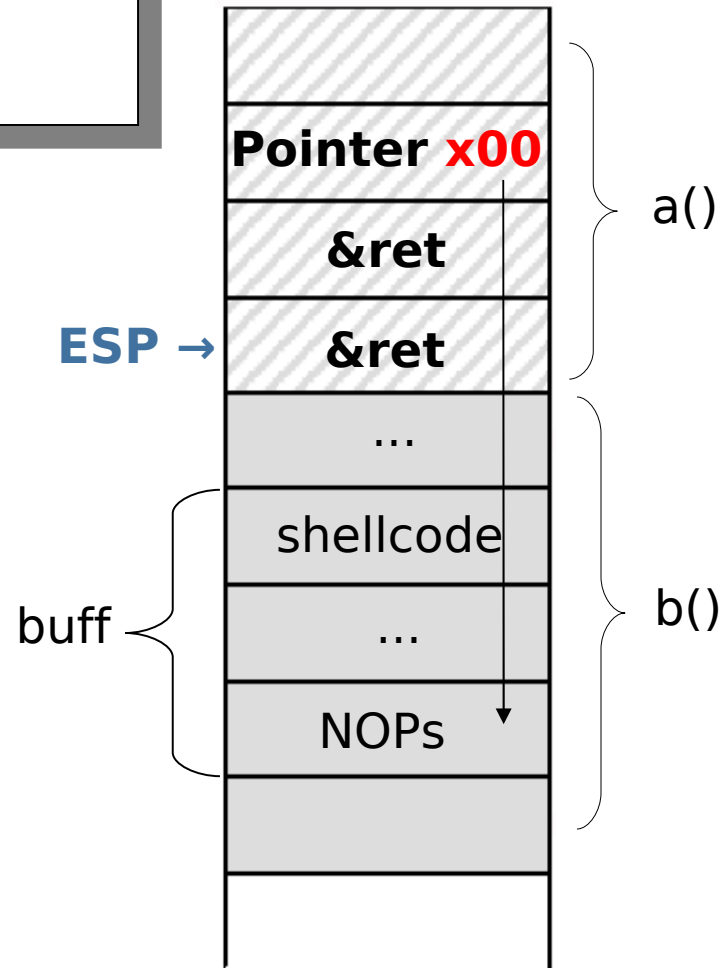 Pointer x00
a()
&ret
ESP → &ret
...
shellcode
buff
...
b()
NOPs